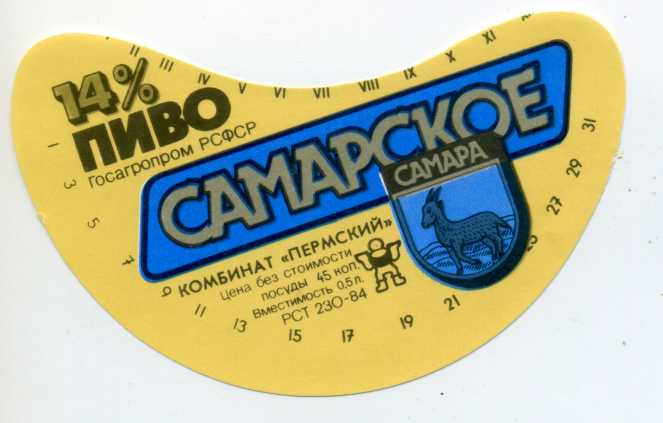 II III IV V VI VII VIII IX X XI
14%
ПИВО
Госагропром РСФСР
САМАРСКОЕ
САМАРА
КОМБИНАТ «ПЕРМСКИЙ»
Цена без стоимости
посуды 45 коп.
Вместимость 0,5 л.
РСТ 230-84
1 3 5 7 9 11 13 15 17 19 21 27 29 31